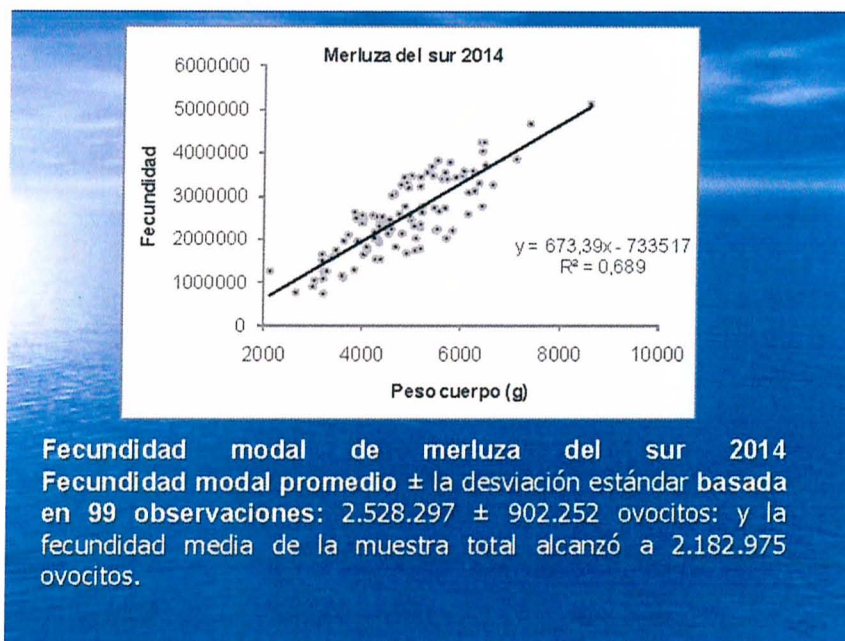 Merluza del sur 2014
6000000
5000000
4000000
3000000
2000000
1000000
0
Fecundidad
y = 673,39x - 733517
R² = 0,689
2000 4000 6000 8000 10000
Peso cuerpo (g)
Fecundidad modal de merluza del sur 2014
Fecundidad modal promedio ± la desviación estándar basada
en 99 observaciones: 2.528.297 ± 902.252 ovocitos: y la
fecundidad media de la muestra total alcanzó a 2.182.975
ovocitos.